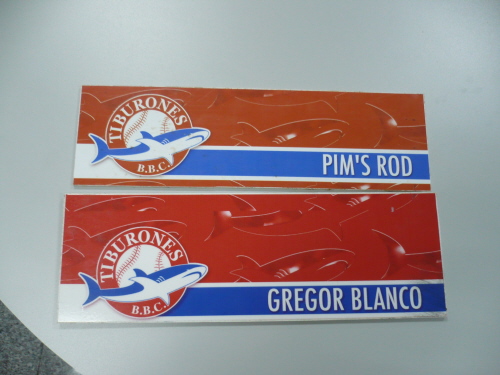 TIBURONES
B.B.C.
PIM'S ROD
TIBURONES
B.B.C.
GREGOR BLANCO